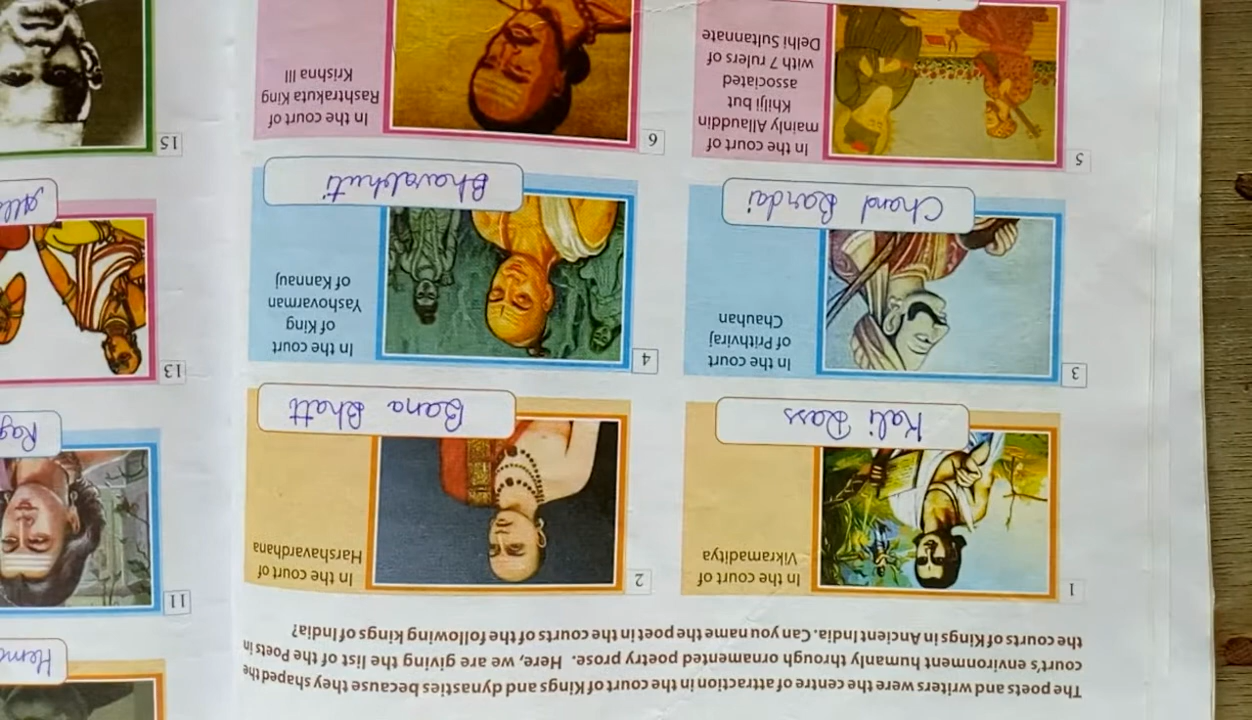 The poets and writers were the centre of attraction in the court of Kings and dynasties because they shaped the
court's environment humanly through ornamented poetry prose. Here, we are giving the list of the Poets in
the courts of Kings in Ancient India. Can you name the poet in the courts of the following kings of India?
1
In the court of
Vikramaditya
Kali Dass
2
In the court of
Harshavardhana
Bana Bhatt
3
In the court
of Prithviraj
Chauhan
Chand Bardai
4
In the court
of King
Yashovarman
of Kannauj
Bhavabhuti
5
In the court of
mainly Allauddin
Khilji but
associated
with 7 rulers of
Delhi Sultannate
6
In the court of
Rashtrakuta King
Krishna III
11
13
15